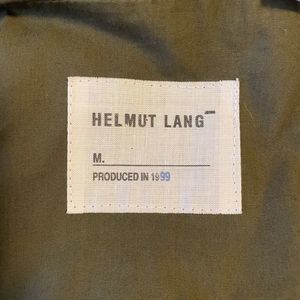 HELMUT LANG
M.
PRODUCED IN 1999